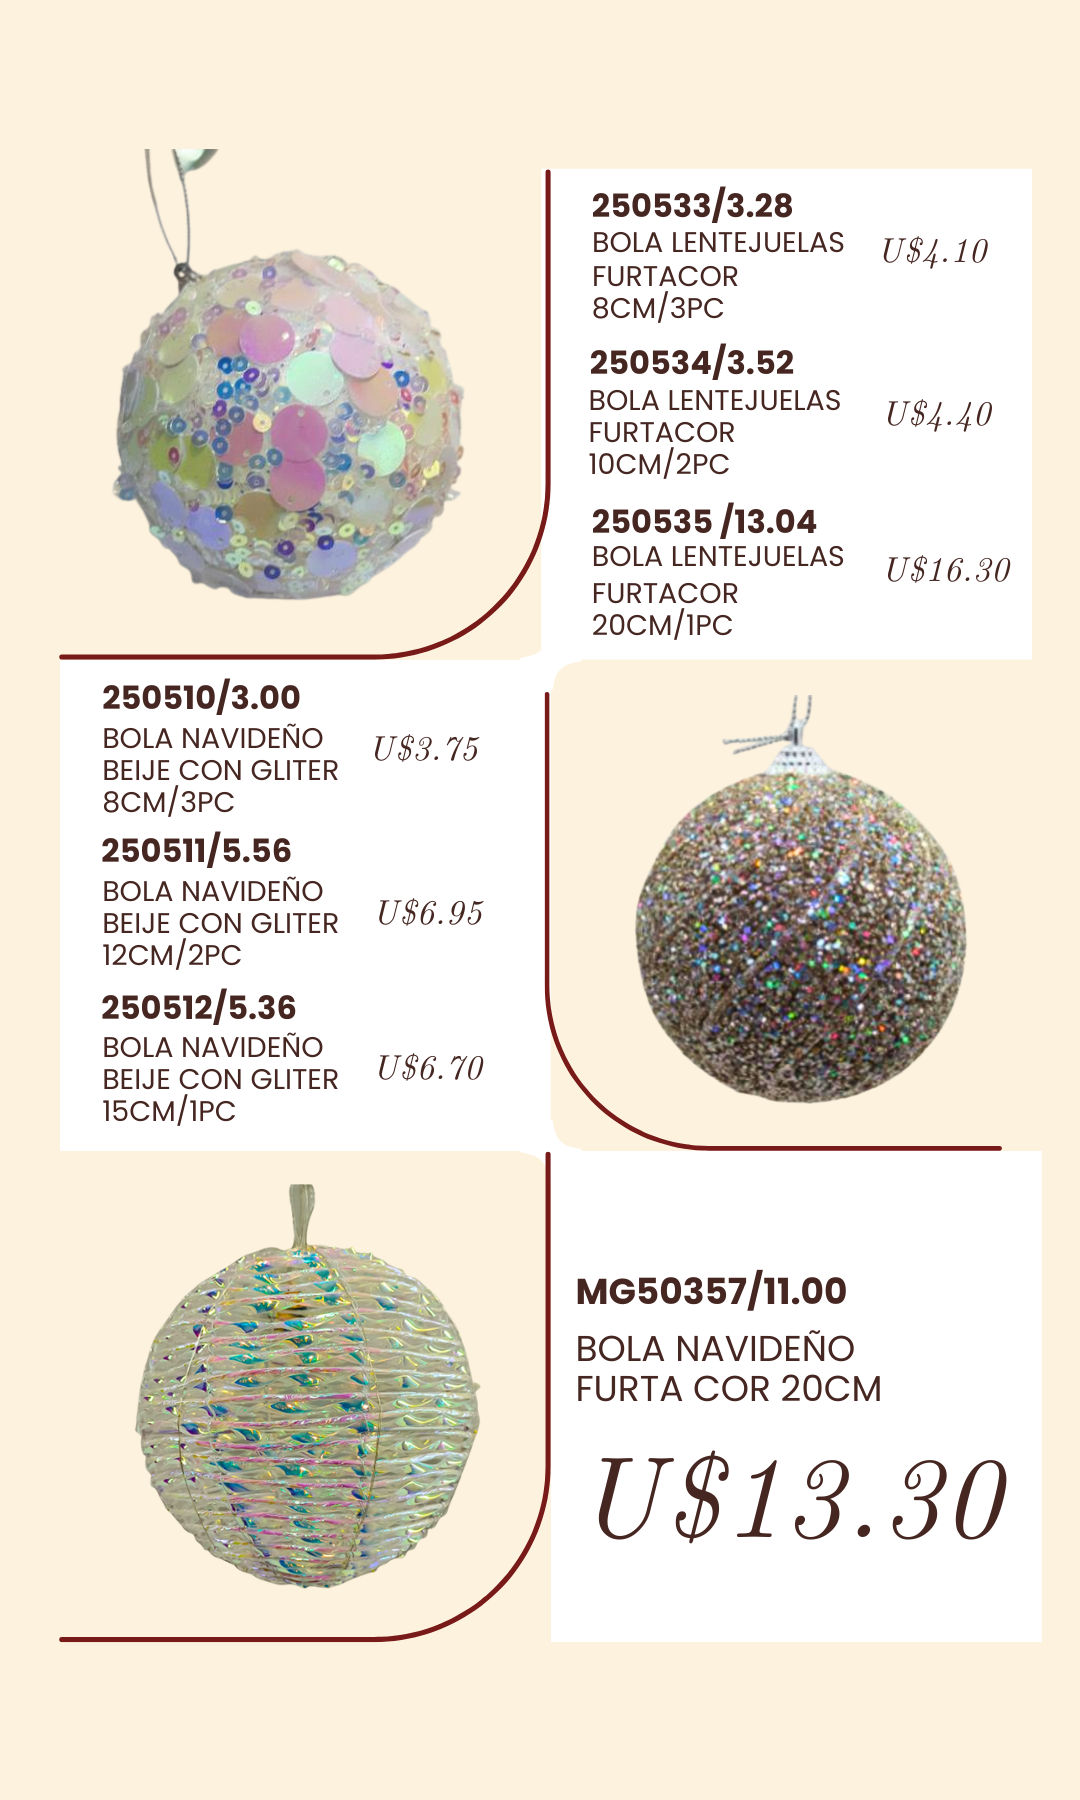 250533/3.28
BOLA LENTEJUELAS
FURTACOR
8CM/3PC
U$4.10
250534/3.52
BOLA LENTEJUELAS
FURTACOR
10CM/2PC
U$4.40
250535 /13.04
BOLA LENTEJUELAS
FURTACOR
20CM/1PC
U$16.30
250510/3.00
BOLA NAVIDEÑO
BEIJE CON GLITER
8CM/3PC
U$3.75
250511/5.56
BOLA NAVIDEÑO
BEIJE CON GLITER
12CM/2PC
U$6.95
250512/5.36
BOLA NAVIDEÑO
BEIJE CON GLITER
15CM/1PC
U$6.70
MG50357/11.00
BOLA NAVIDEÑO
FURTA COR 20CM
U$13.30